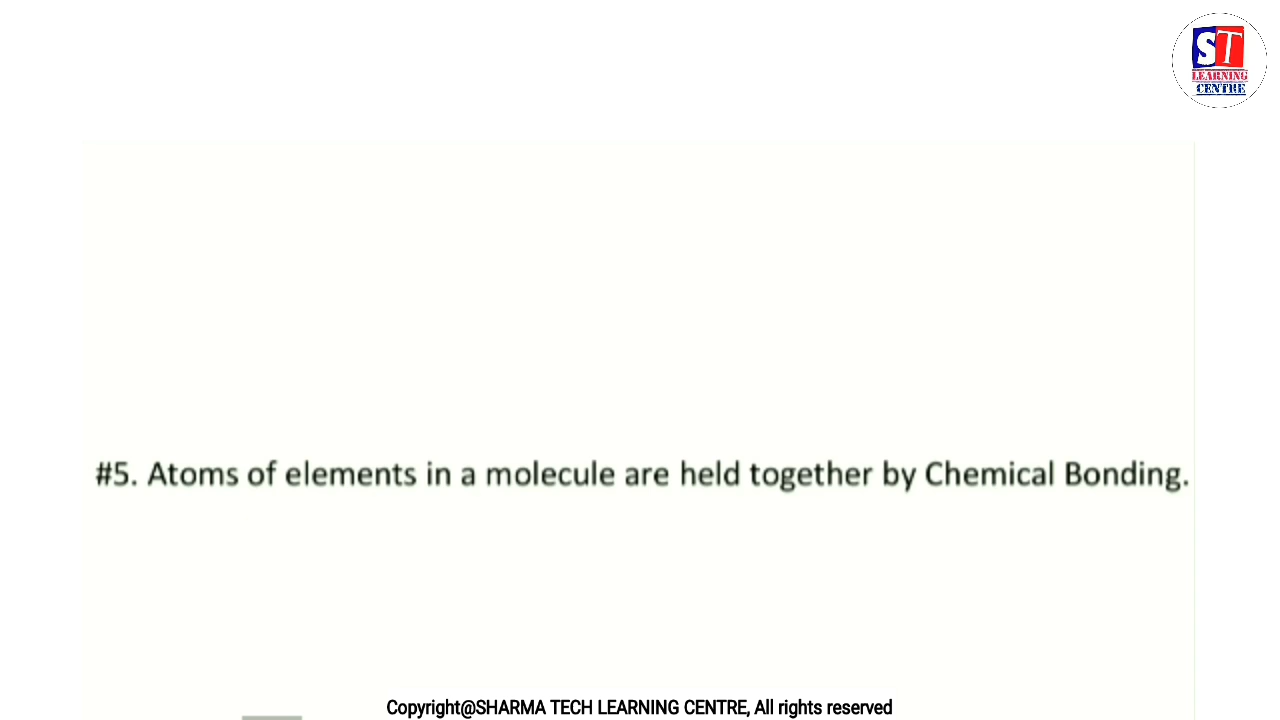 ST
LEARNING
CENTRE
#5. Atoms of elements in a molecule are held together by Chemical Bonding.
Copyright@SHARMA TECH LEARNING CENTRE, All rights reserved